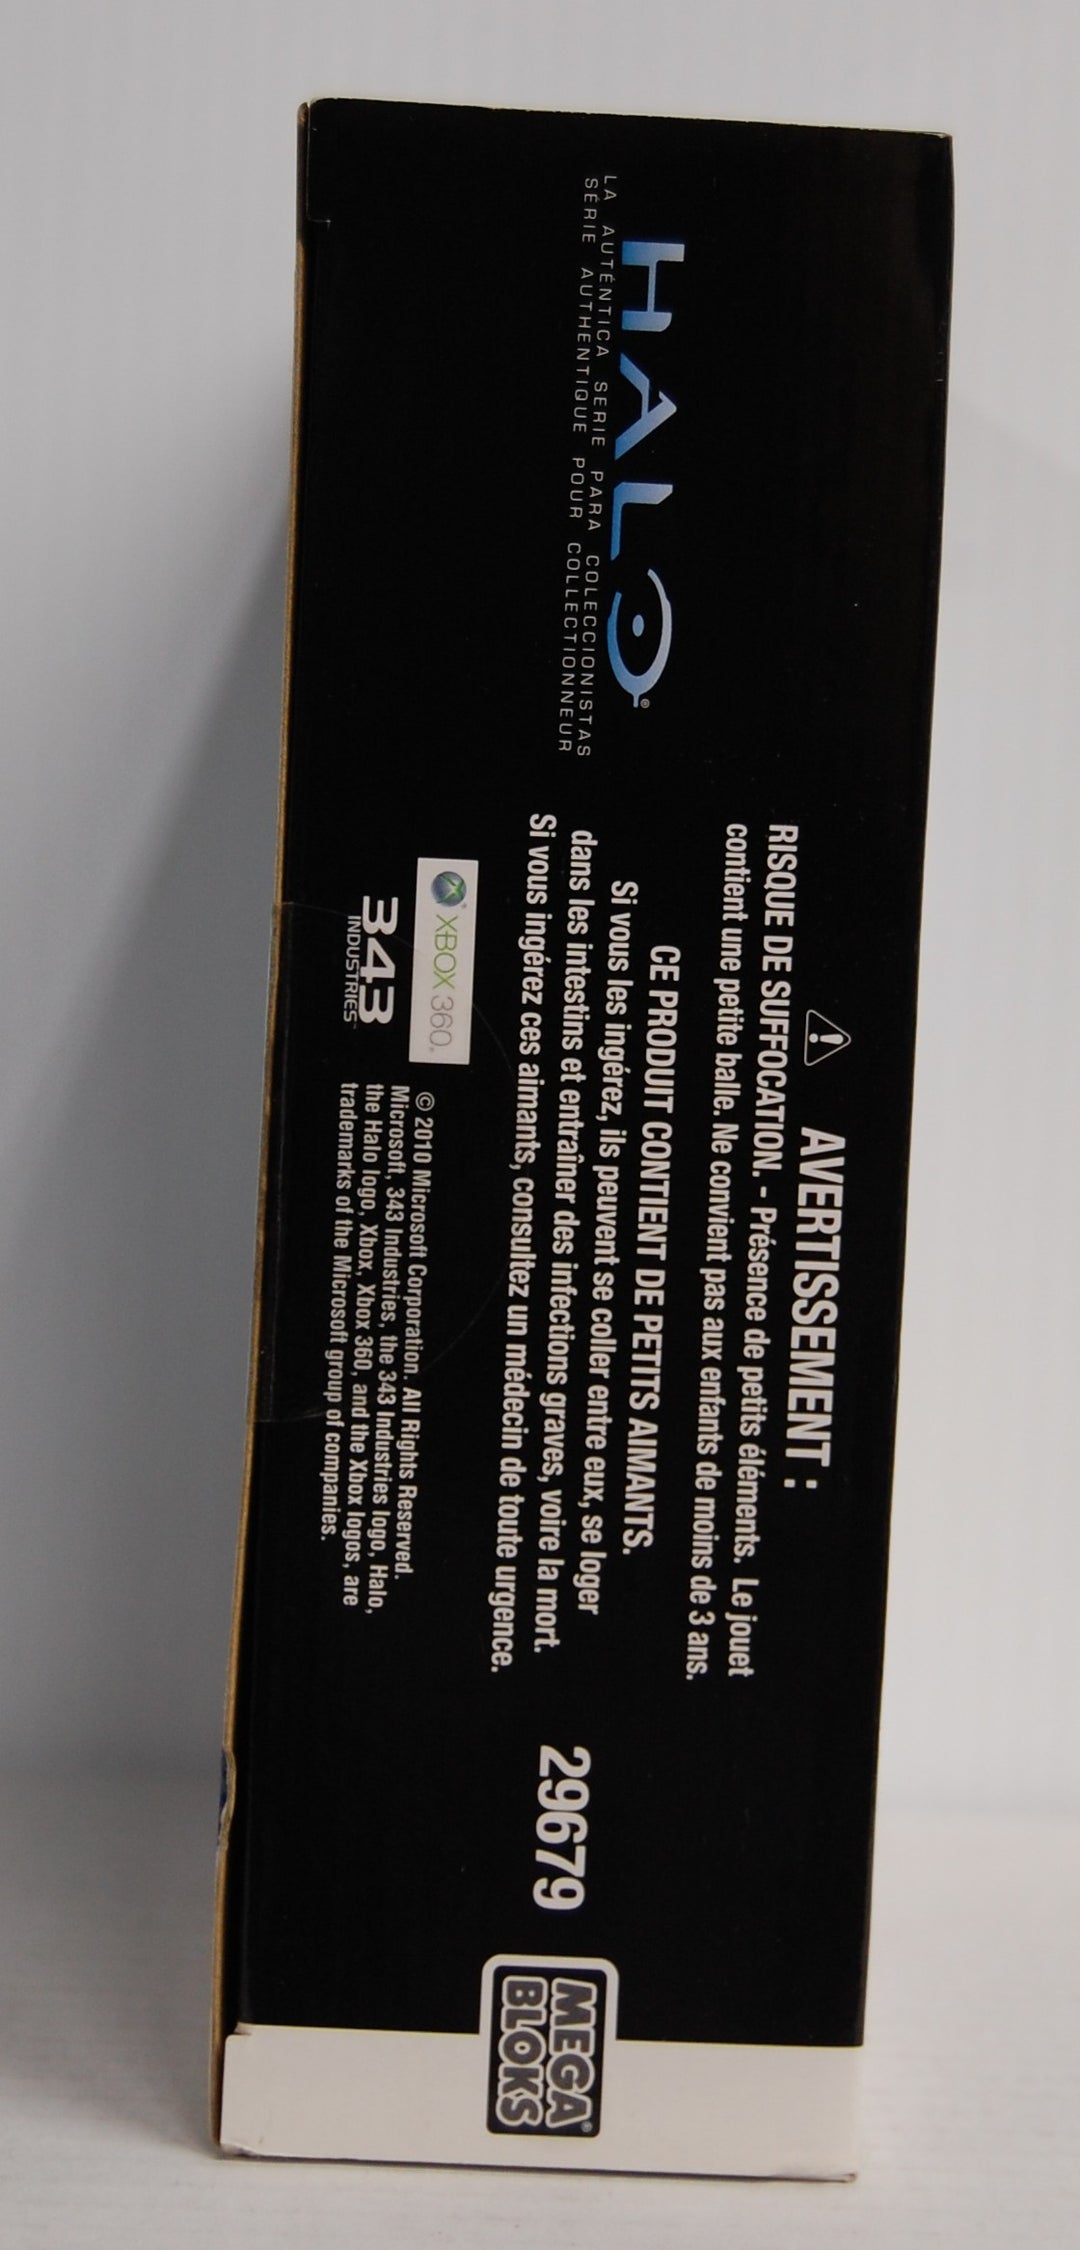 HALO®
LA AUTÉNTICA SERIE PARA COLECCIONISTAS
SÉRIE AUTHENTIQUE POUR COLLECTIONNEUR
AVERTISSEMENT :
RISQUE DE SUFFOCATION. - Présence de petits éléments. Le jouet
contient une petite balle. Ne convient pas aux enfants de moins de 3 ans.
CE PRODUIT CONTIENT DE PETITS AIMANTS.
Si vous les ingérez, ils peuvent se coller entre eux, se loger
dans les intestins et entraîner des infections graves, voire la mort.
Si vous ingérez ces aimants, consultez un médecin de toute urgence.
XBOX 360.
343
INDUSTRIES™
© 2010 Microsoft Corporation. All Rights Reserved.
Microsoft, 343 Industries, the 343 Industries logo, Halo,
the Halo logo, Xbox, Xbox 360, and the Xbox logos, are
trademarks of the Microsoft group of companies.
29679
MEGA
BLOKS®